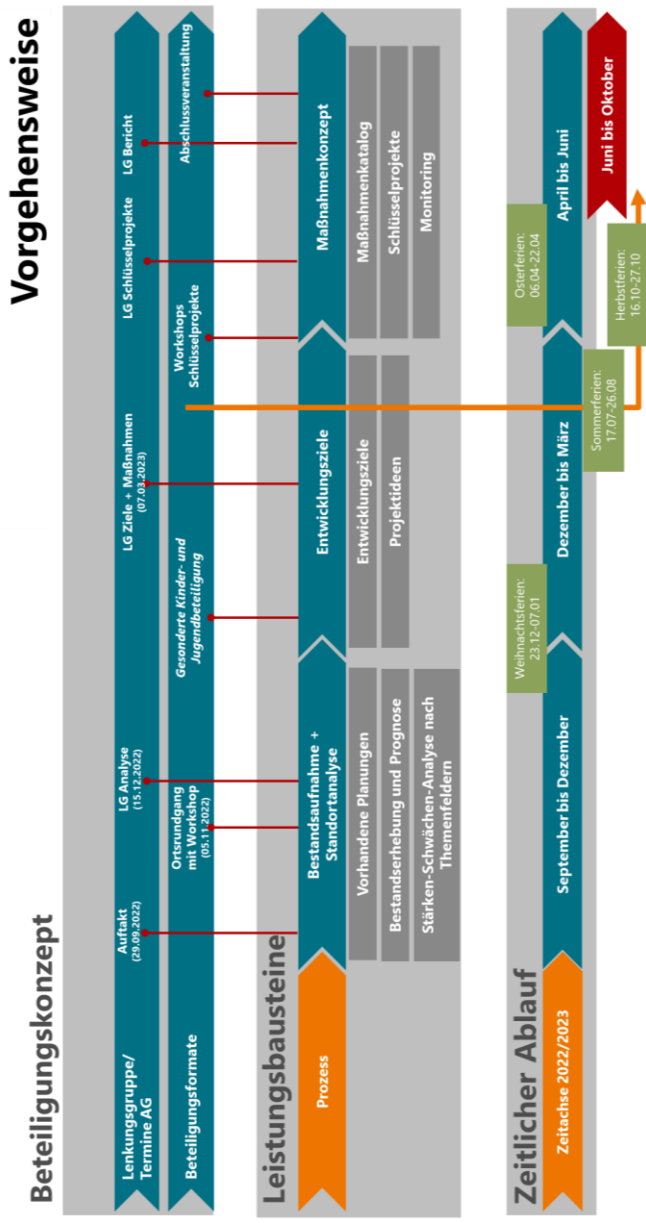 Vorgehensweise
Beteiligungskonzept
Lenkungsgruppe/
Termine AG
Auftakt
(29.09.2022)
LG Analyse
(15.12.2022)
LG Ziele + Maßnahmen
(07.03.2023)
LG Schlüsselprojekte
LG Bericht
Beteiligungsformate
Ortsrundgang
mit Workshop
(05.11.2022)
Gesonderte Kinder- und
Jugendbeteiligung
Workshops
Schlüsselprojekte
Abschlussveranstaltung
Leistungsbausteine
Prozess
Bestandsaufnahme +
Standortanalyse
Entwicklungsziele
Maßnahmenkonzept
Vorhandene Planungen
Bestandserhebung und Prognose
Stärken-Schwächen-Analyse nach
Themenfeldern
Entwicklungsziele
Projektideen
Maßnahmenkatalog
Schlüsselprojekte
Monitoring
Zeitlicher Ablauf
Weihnachtsferien:
23.12-07.01
Osterferien:
06.04-22.04
Zeitachse 2022/2023
September bis Dezember
Dezember bis März
April bis Juni
Sommerferien:
17.07-26.08
Juni bis Oktober
Herbstferien:
16.10-27.10